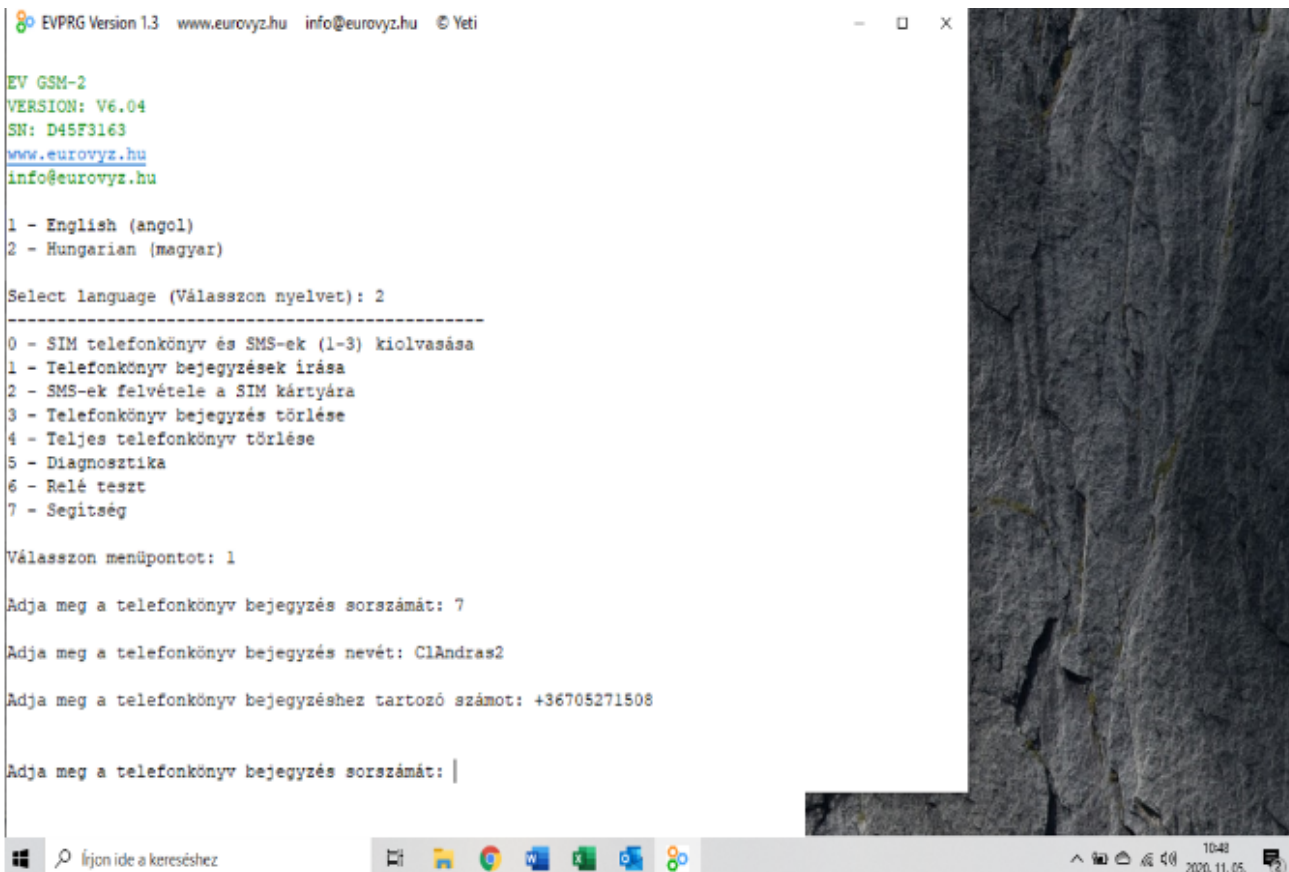 EVPRG Version 1.3 www.eurovyz.hu info@eurovyz.hu © Yeti
EV GSM-2
VERSION: V6.04
SN: D45F3163
www.eurovyz.hu
info@eurovyz.hu
1 - English (angol)
2 - Hungarian (magyar)
Select language (Válasszon nyelvet): 2
------------------------------------------------
0 - SIM telefonkönyv és SMS-ek (1-3) kiolvasása
1 - Telefonkönyv bejegyzések írása
2 - SMS-ek felvétele a SIM kártyára
3 - Telefonkönyv bejegyzés törlése
4 - Teljes telefonkönyv törlése
5 - Diagnosztika
6 - Relé teszt
7 - Segítség
Válasszon menüpontot: 1
Adja meg a telefonkönyv bejegyzés sorszámát: 7
Adja meg a telefonkönyv bejegyzés nevét: C1Andras2
Adja meg a telefonkönyv bejegyzéshez tartozó számot: +36705271508
Adja meg a telefonkönyv bejegyzés sorszámát:
Írjon ide a kereséshez
10:48
2020. 11. 05.
2